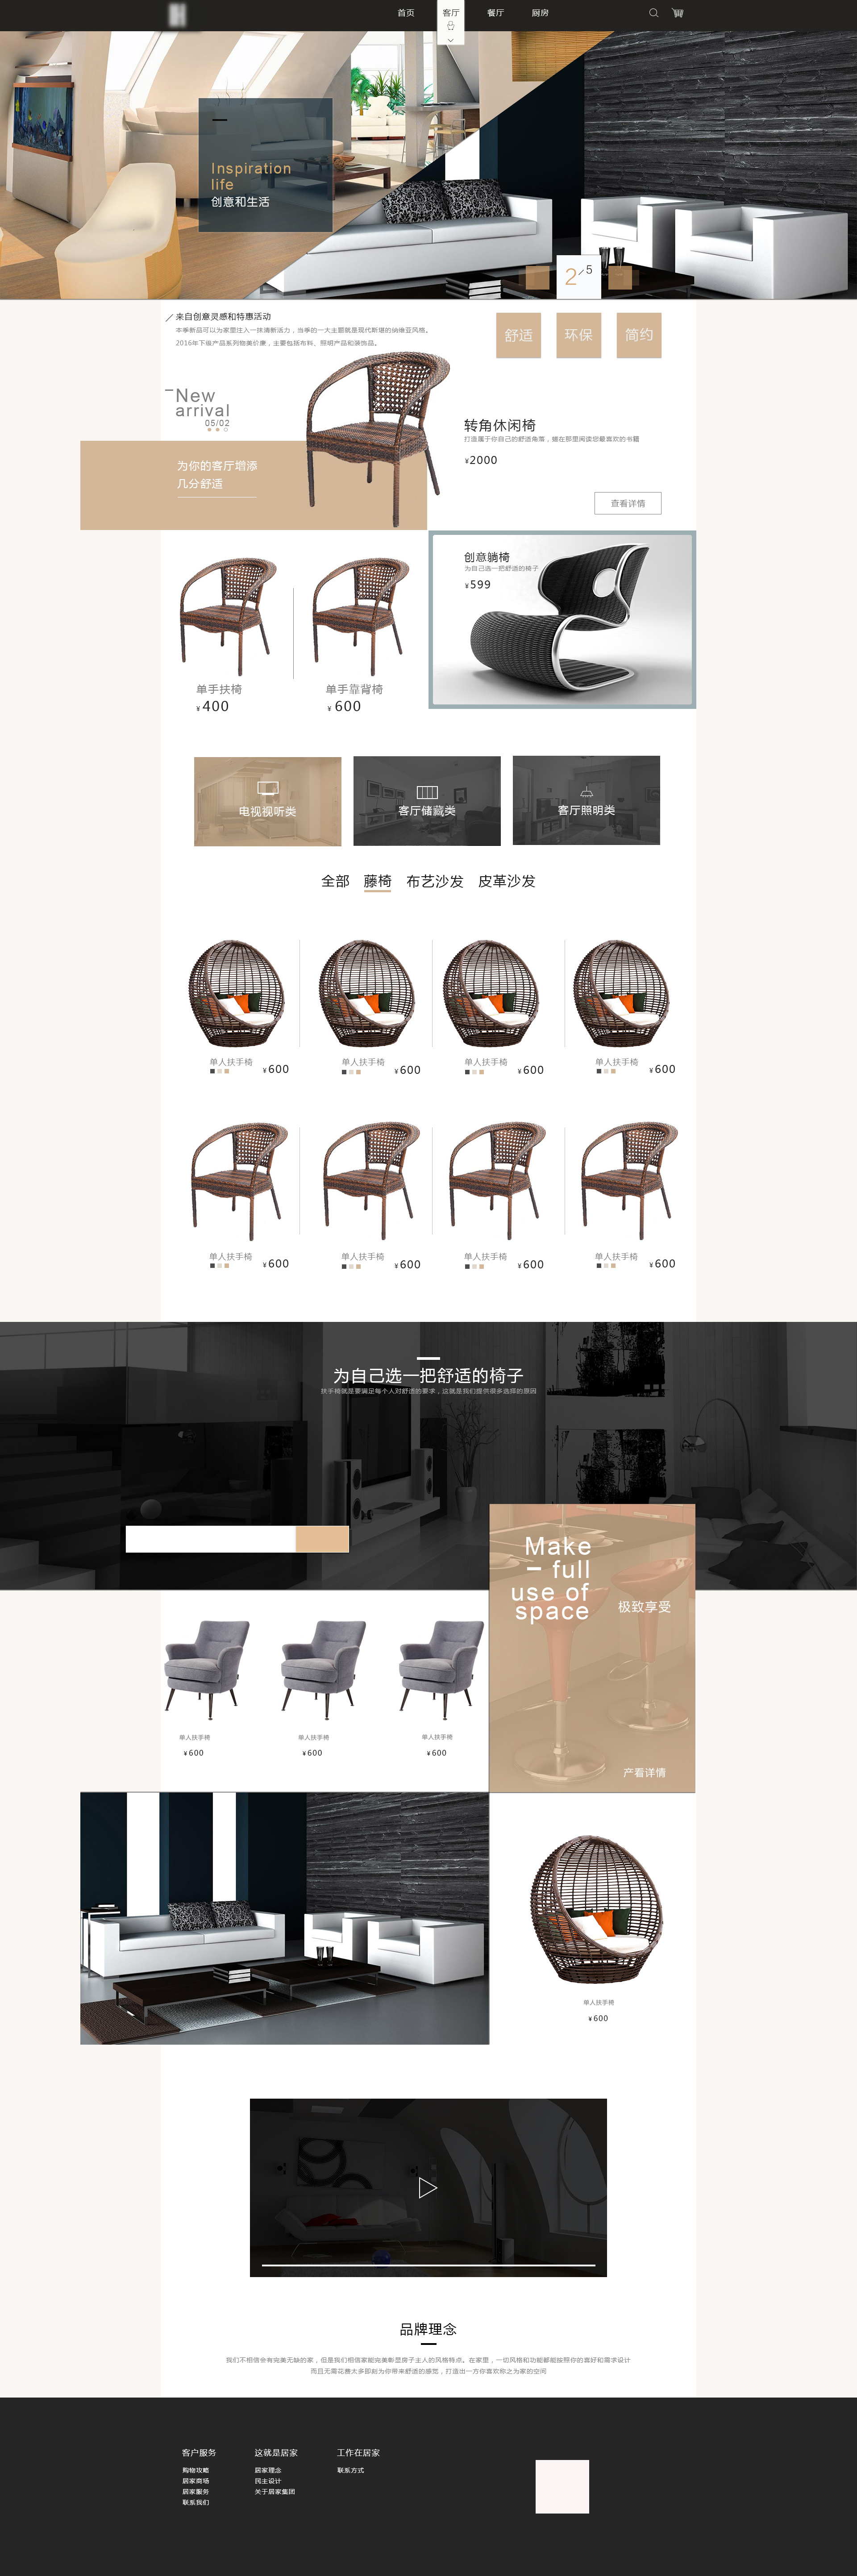 首页 客厅 餐厅 厨房
Inspiration
life
创意和生活
2/5
来自创意灵感和特惠活动
本季新品可以为家里注入一抹清新活力，当季的一大主题就是现代斯堪的纳维亚风格。
2016年下级产品系列物美价廉，主要包括布料、照明产品和装饰品。
舒适 环保 简约
New
arrival
05/02
为你的客厅增添
几分舒适
转角休闲椅
打造属于你自己的舒适角落，蜷在那里阅读您最喜欢的书籍
¥2000
查看详情
创意躺椅
为自己选一把舒适的椅子
¥599
单手扶椅 单手靠背椅
¥400 ¥600
电视视听类 客厅储藏类 客厅照明类
全部 藤椅 布艺沙发 皮革沙发
单人扶手椅 ¥600 单人扶手椅 ¥600 单人扶手椅 ¥600 单人扶手椅 ¥600
单人扶手椅 ¥600 单人扶手椅 ¥600 单人扶手椅 ¥600 单人扶手椅 ¥600
为自己选一把舒适的椅子
扶手椅就是要满足每个人对舒适的要求，这就是我们提供很多选择的原因
Make
– full
use of
space
极致享受
产看详情
单人扶手椅 单人扶手椅 单人扶手椅
¥600 ¥600 ¥600
单人扶手椅
¥600
品牌理念
我们不相信会有完美无缺的家，但是我们相信家能完美彰显房子主人的风格特点。在家里，一切风格和功能都能按照你的喜好和需求设计
而且无需花费太多即刻为你带来舒适的感觉，打造出一方你喜欢称之为家的空间
客户服务 这就是居家 工作在居家
购物攻略 居家理念 联系方式
居家商场 民主设计
居家服务 关于居家集团
联系我们